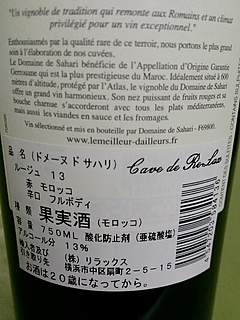 "Un vignoble de tradition qui remonte aux Romains et un climat
privilégié pour un vin exceptionnel."
Enthousiasmés par la qualité rare de ce terroir, nous portons le plus grand
soin à l'élaboration de nos cuvées.
Le Domaine de Sahari bénéficie de l'Appellation d'Origine Garantie
Guerrouane qui est la plus prestigieuse du Maroc. Idéalement situé à 600
mètres d'altitude, protégé par l'Atlas, le vignoble du Domaine de Sahari
offre un grand vin harmonieux. Son nez puissant de fruits rouges et sa
bouche charnue s'accorderont avec tous les plats méditerranéens,
mais aussi les viandes en sauce et les fromages.
Vin sélectionné et mis en bouteille par Domaine de Sahari - F69800.
www.lemeilleur-dailleurs.fr
品名（ドメーヌ ド サハリ）
ルージュ 13
赤 モロッコ
辛口 フルボディ
Cave de Re-Lax
種類 果実酒（モロッコ）
容量 750ML 酸化防止剤（亜硫酸塩）
アルコール分 13%
輸入者及び
引き取り先 （株）リラックス
横浜市中区扇町2-5-15
お酒は20歳になってから。